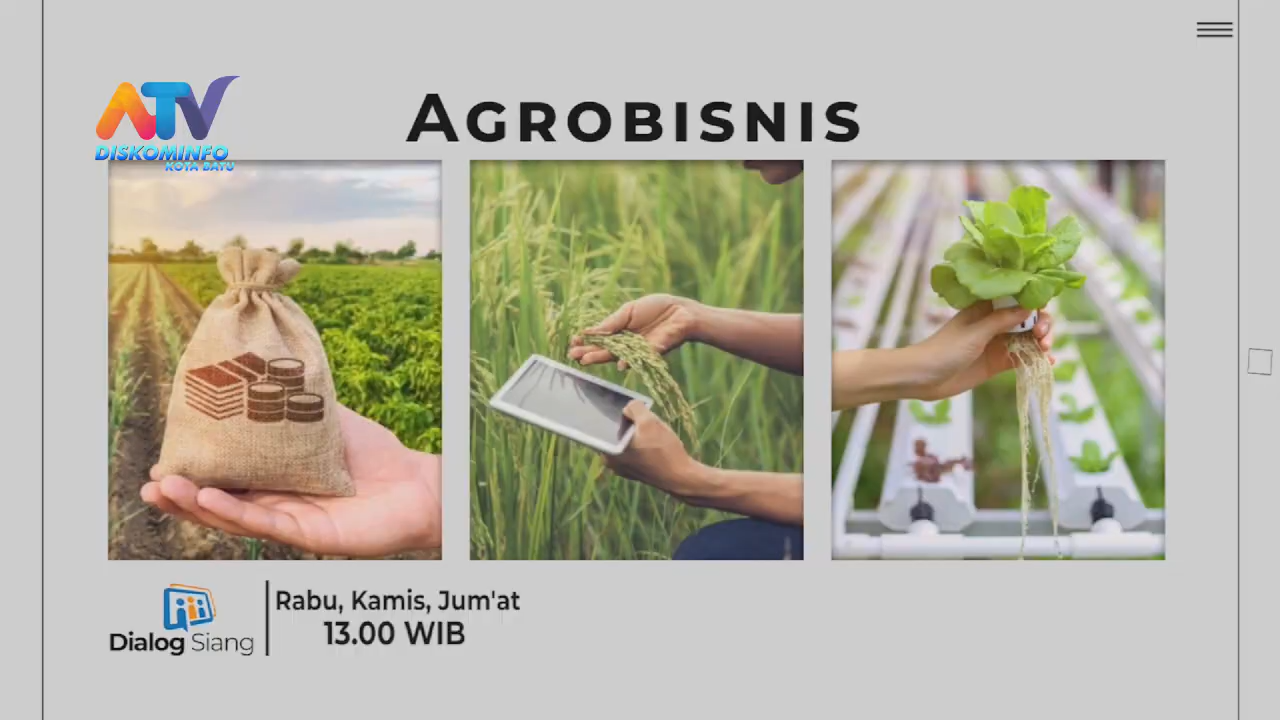 AGROBISNIS
ATV
DISKOMINFO
KOTA BATU
Dialog Siang
Rabu, Kamis, Jum'at
13.00 WIB